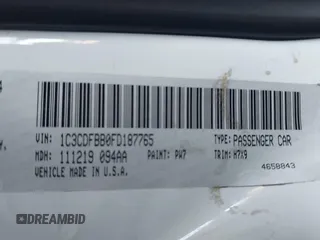 VIN: 1C3CDFBB0FD187765 TYPE: PASSENGER CAR
MDH: 111219 094AA PAINT: PW7 TRIM: H7X9
VEHICLE MADE IN U.S.A. 4658843
DREAMBID